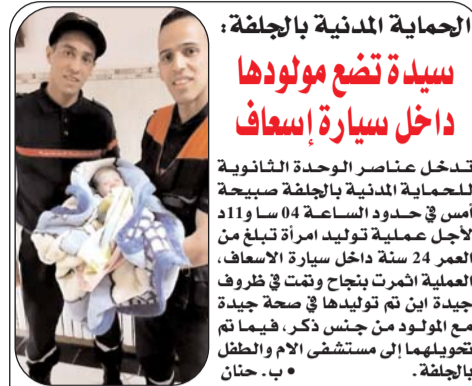 الحماية المدنية بالجلفة:
سيدة تضع مولودها
داخل سيارة إسعاف
تدخل عناصر الوحدة الثانوية
للحماية المدنية بالجلفة صبيحة
أمس في حدود الساعة 04 سا و11د
لأجل عملية توليد امرأة تبلغ من
العمر 24 سنة داخل سيارة الاسعاف،
العملية اثمرت بنجاح وتمت في ظروف
جيدة اين تم توليدها في صحة جيدة
مع المولود من جنس ذكر، فيما تم
تحويلهما إلى مستشفى الام والطفل
بالجلفة. • ب. حنان